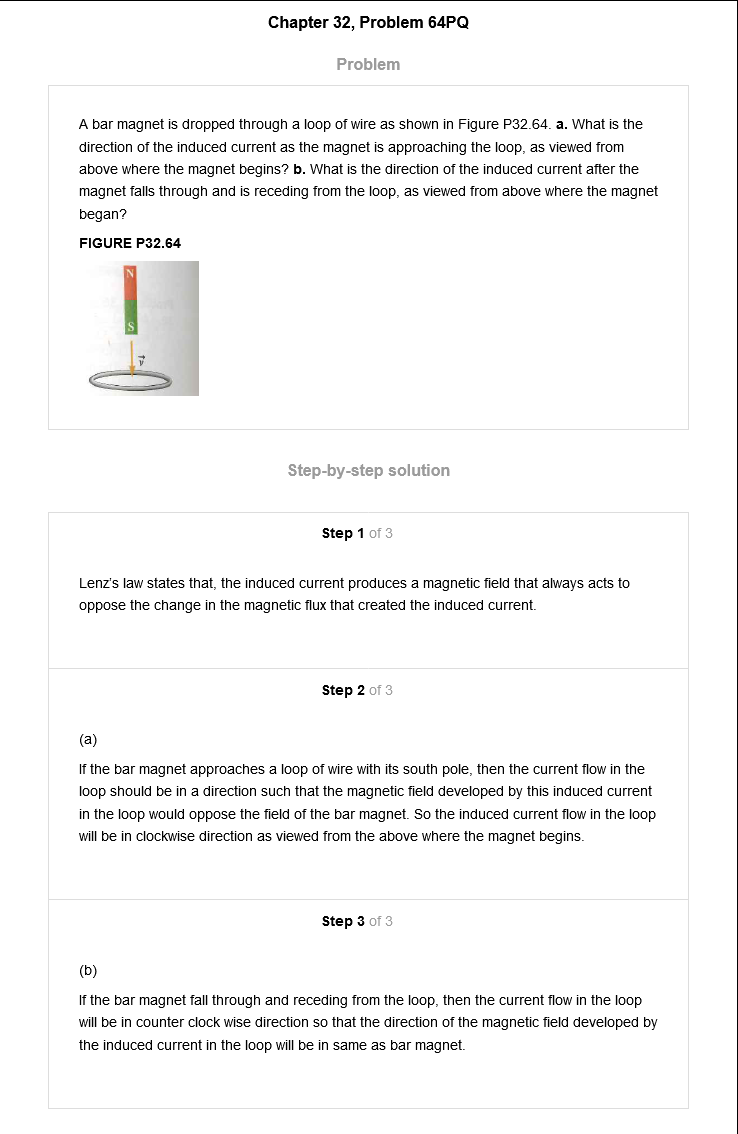 Chapter 32, Problem 64PQ
Problem
A bar magnet is dropped through a loop of wire as shown in Figure P32.64. a. What is the
direction of the induced current as the magnet is approaching the loop, as viewed from
above where the magnet begins? b. What is the direction of the induced current after the
magnet falls through and is receding from the loop, as viewed from above where the magnet
began?
FIGURE P32.64
N
S
v
Step-by-step solution
Step 1 of 3
Lenz's law states that, the induced current produces a magnetic field that always acts to
oppose the change in the magnetic flux that created the induced current.
Step 2 of 3
(a)
If the bar magnet approaches a loop of wire with its south pole, then the current flow in the
loop should be in a direction such that the magnetic field developed by this induced current
in the loop would oppose the field of the bar magnet. So the induced current flow in the loop
will be in clockwise direction as viewed from the above where the magnet begins.
Step 3 of 3
(b)
If the bar magnet fall through and receding from the loop, then the current flow in the loop
will be in counter clock wise direction so that the direction of the magnetic field developed by
the induced current in the loop will be in same as bar magnet.